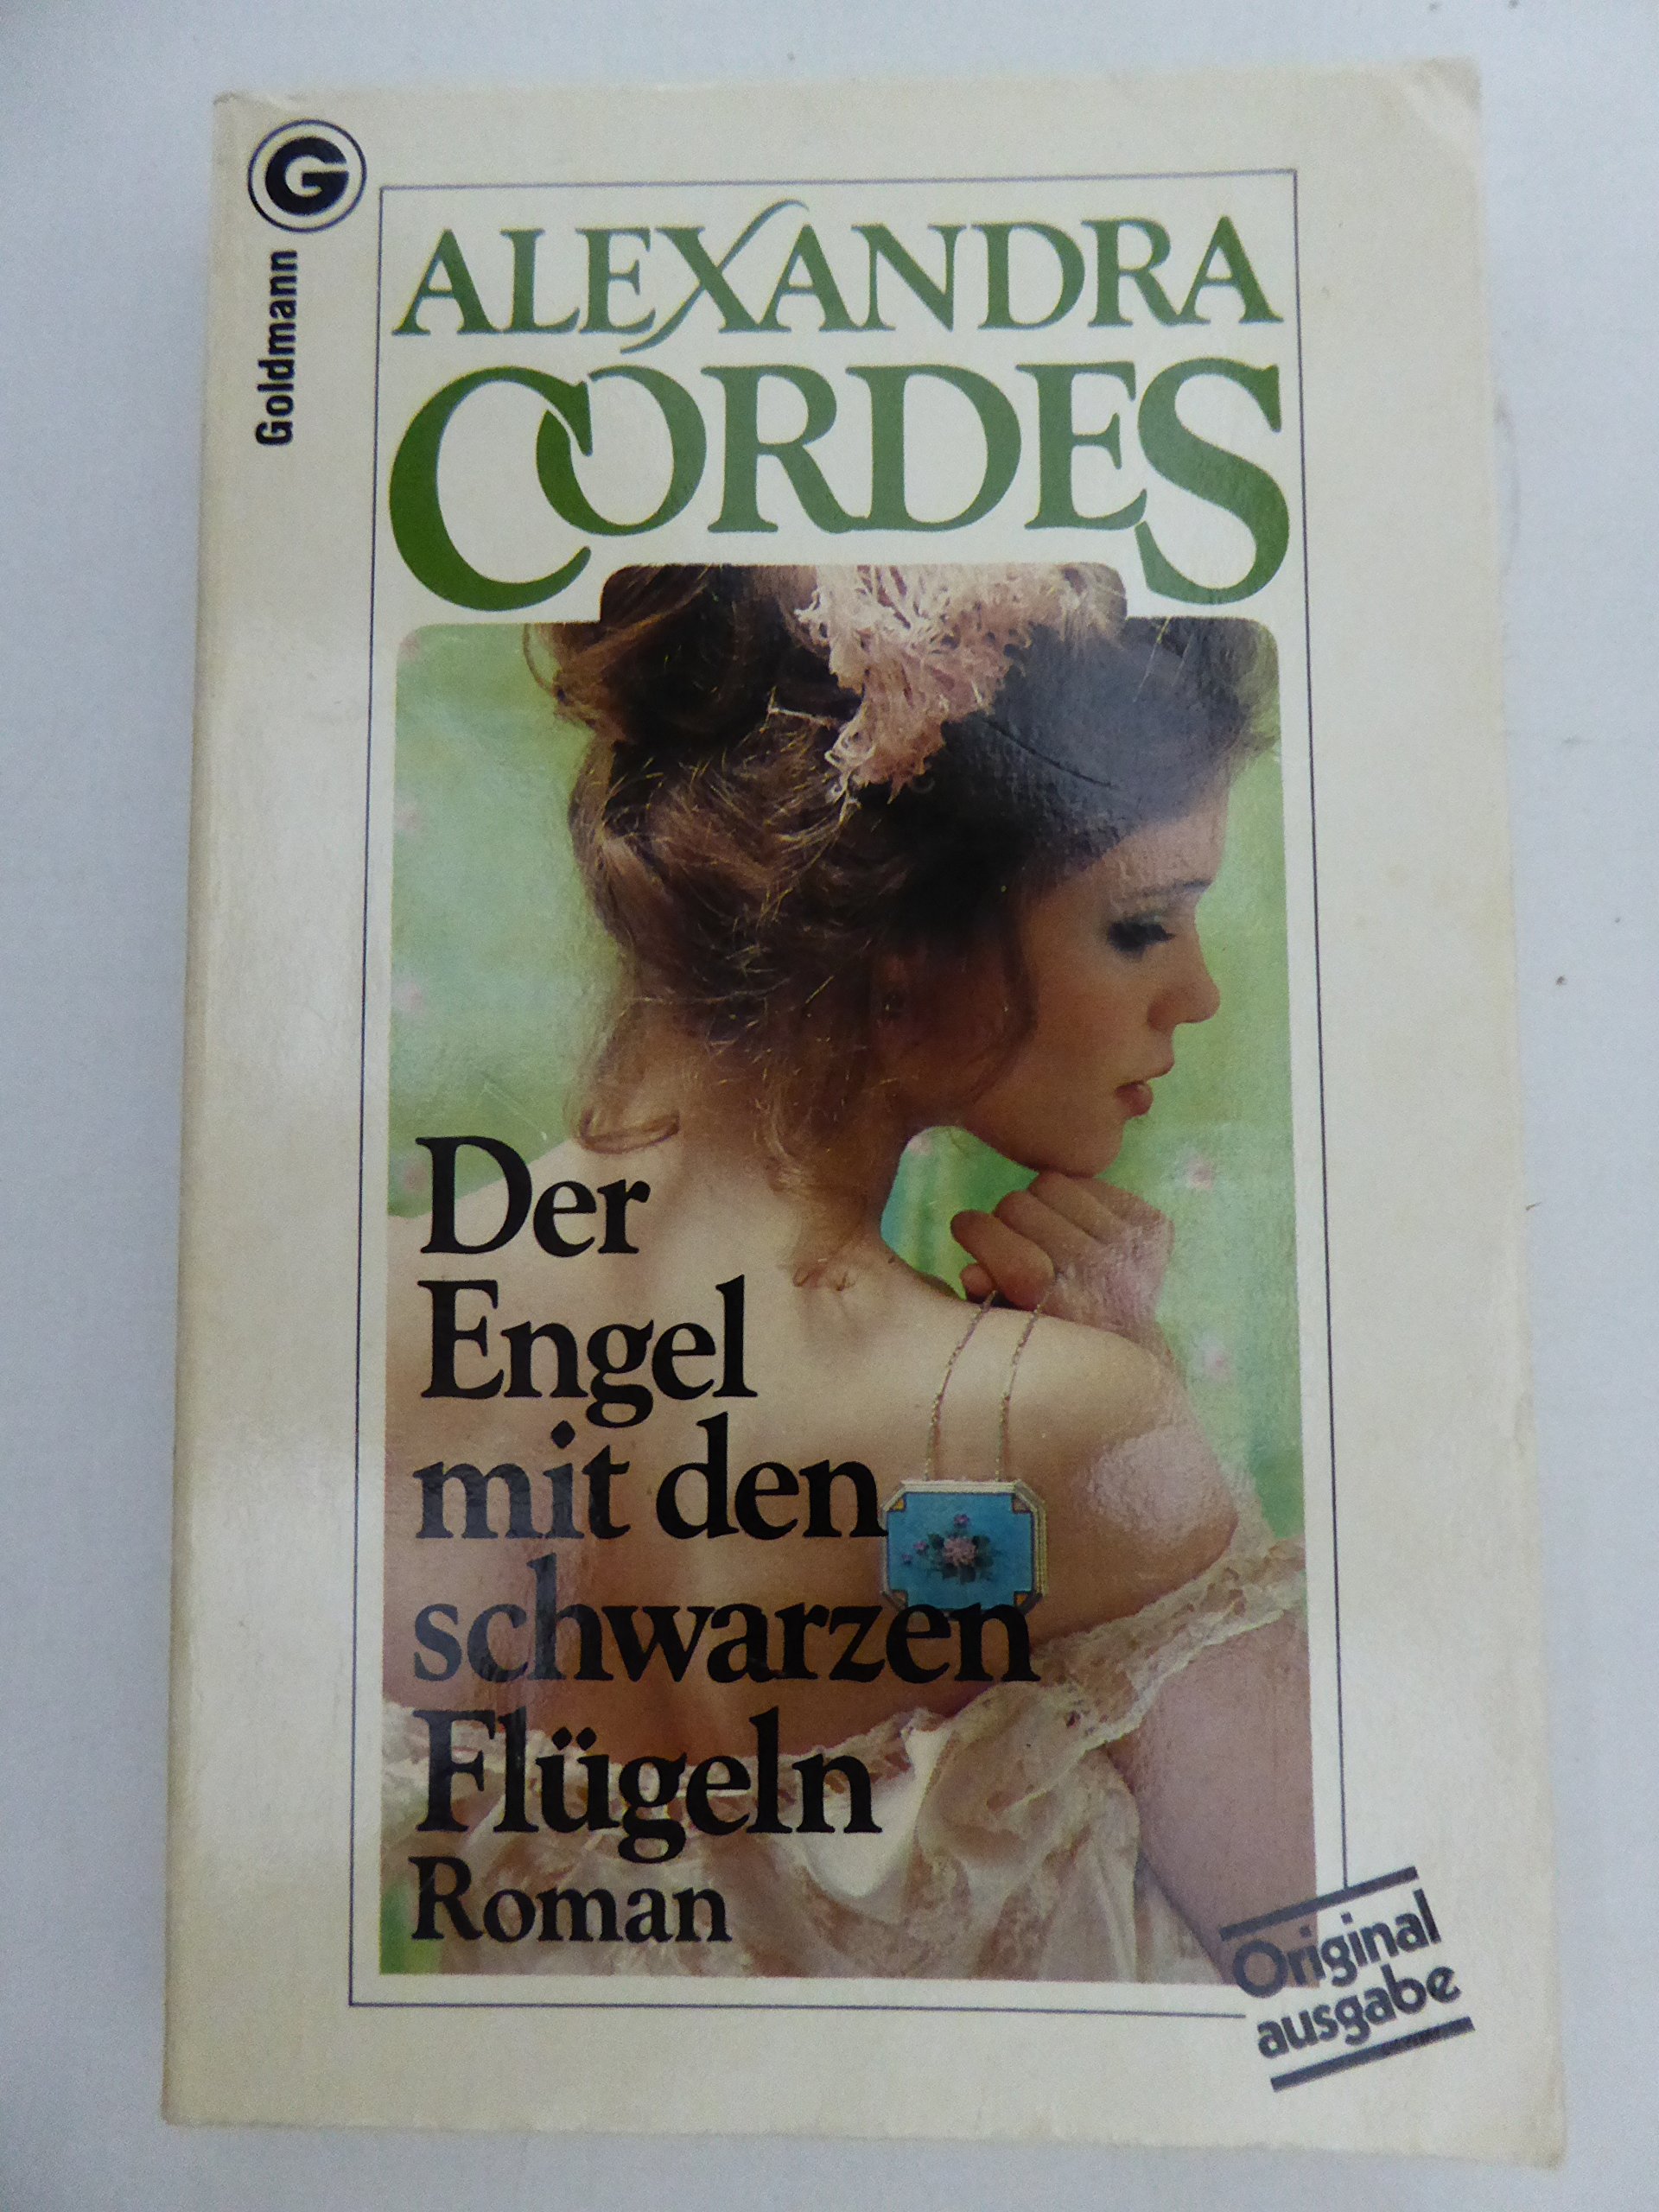 G
Goldmann
ALEXANDRA
CORDES
Der
Engel
mit den
schwarzen
Flügeln
Roman
Original
ausgabe